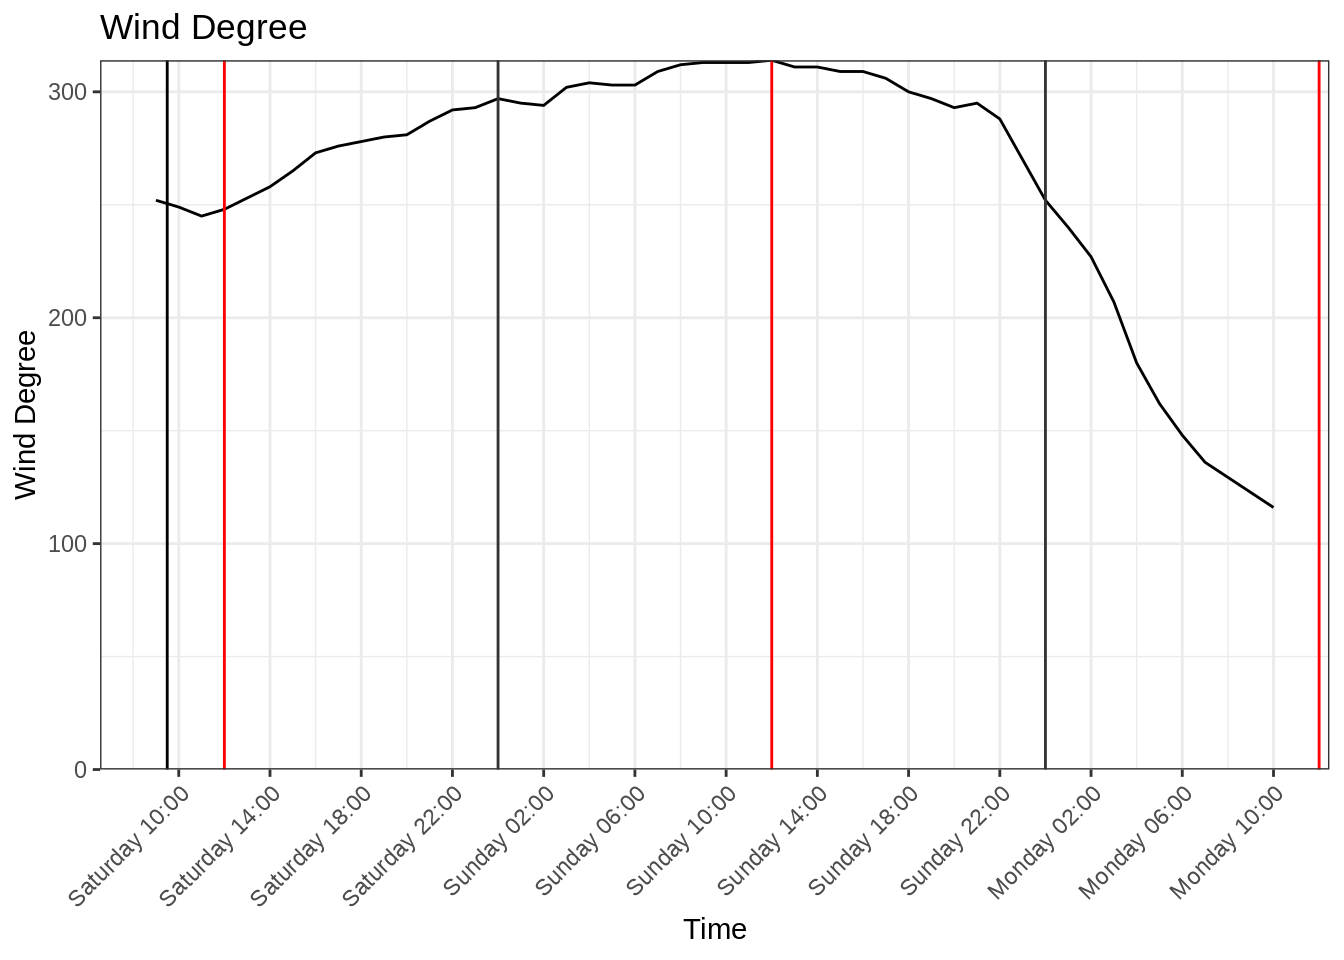 Wind Degree
Wind Degree
300
200
100
0
Saturday 10:00
Saturday 14:00
Saturday 18:00
Saturday 22:00
Sunday 02:00
Sunday 06:00
Sunday 10:00
Sunday 14:00
Sunday 18:00
Sunday 22:00
Monday 02:00
Monday 06:00
Monday 10:00
Time